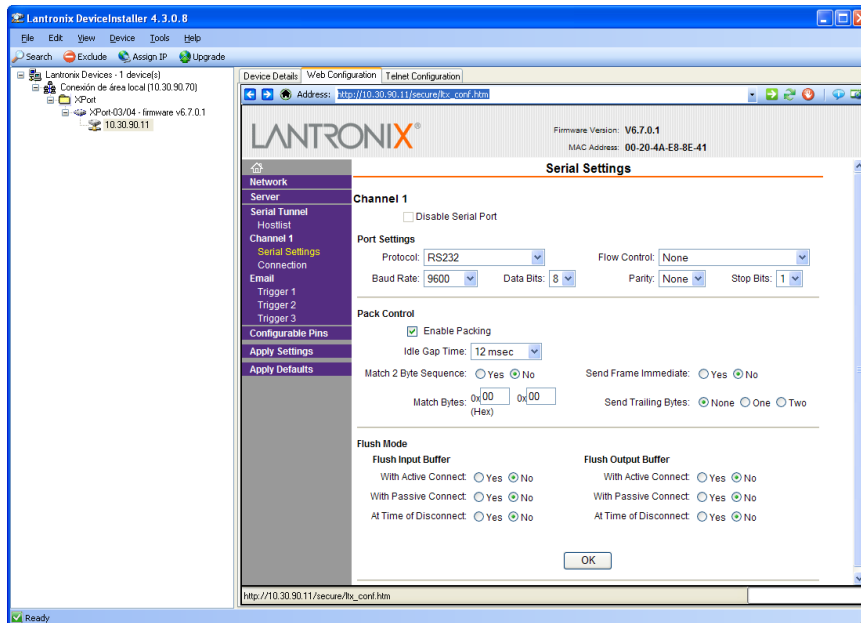 Lantronix DeviceInstaller 4.3.0.8
File Edit View Device Tools Help
Search Exclude Assign IP Upgrade
Lantronix Devices - 1 device(s)
Conexión de área local (10.30.90.70)
XPort
XPort-03/04 - firmware v6.7.0.1
10.30.90.11
Device Details Web Configuration Telnet Configuration
Address: http://10.30.90.11/secure/ltx_conf.htm
LANTRONIX®
Firmware Version: V6.7.0.1
MAC Address: 00-20-4A-E8-8E-41
Network
Server
Serial Tunnel
Hostlist
Channel 1
Serial Settings
Connection
Email
Trigger 1
Trigger 2
Trigger 3
Configurable Pins
Apply Settings
Apply Defaults
Serial Settings
Channel 1
Disable Serial Port
Port Settings
Protocol: RS232 Flow Control: None
Baud Rate: 9600 Data Bits: 8 Parity: None Stop Bits: 1
Pack Control
Enable Packing
Idle Gap Time: 12 msec
Match 2 Byte Sequence: Yes No Send Frame Immediate: Yes No
Match Bytes: 0x 00 0x 00 Send Trailing Bytes: None One Two
(Hex)
Flush Mode
Flush Input Buffer Flush Output Buffer
With Active Connect: Yes No With Active Connect: Yes No
With Passive Connect: Yes No With Passive Connect: Yes No
At Time of Disconnect: Yes No At Time of Disconnect: Yes No
OK
http://10.30.90.11/secure/ltx_conf.htm
Ready